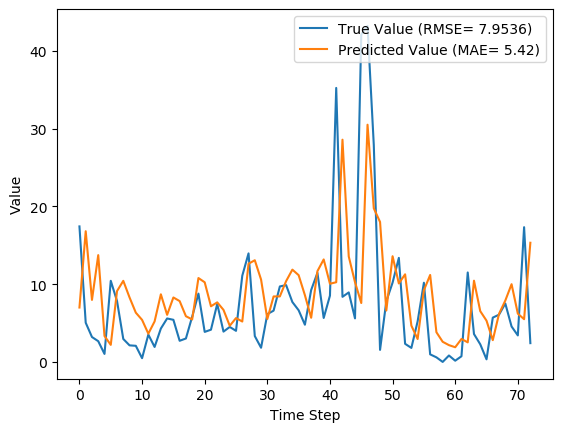 True Value (RMSE= 7.9536)
Predicted Value (MAE= 5.42)
40
30
20
10
0
Value
0 10 20 30 40 50 60 70
Time Step